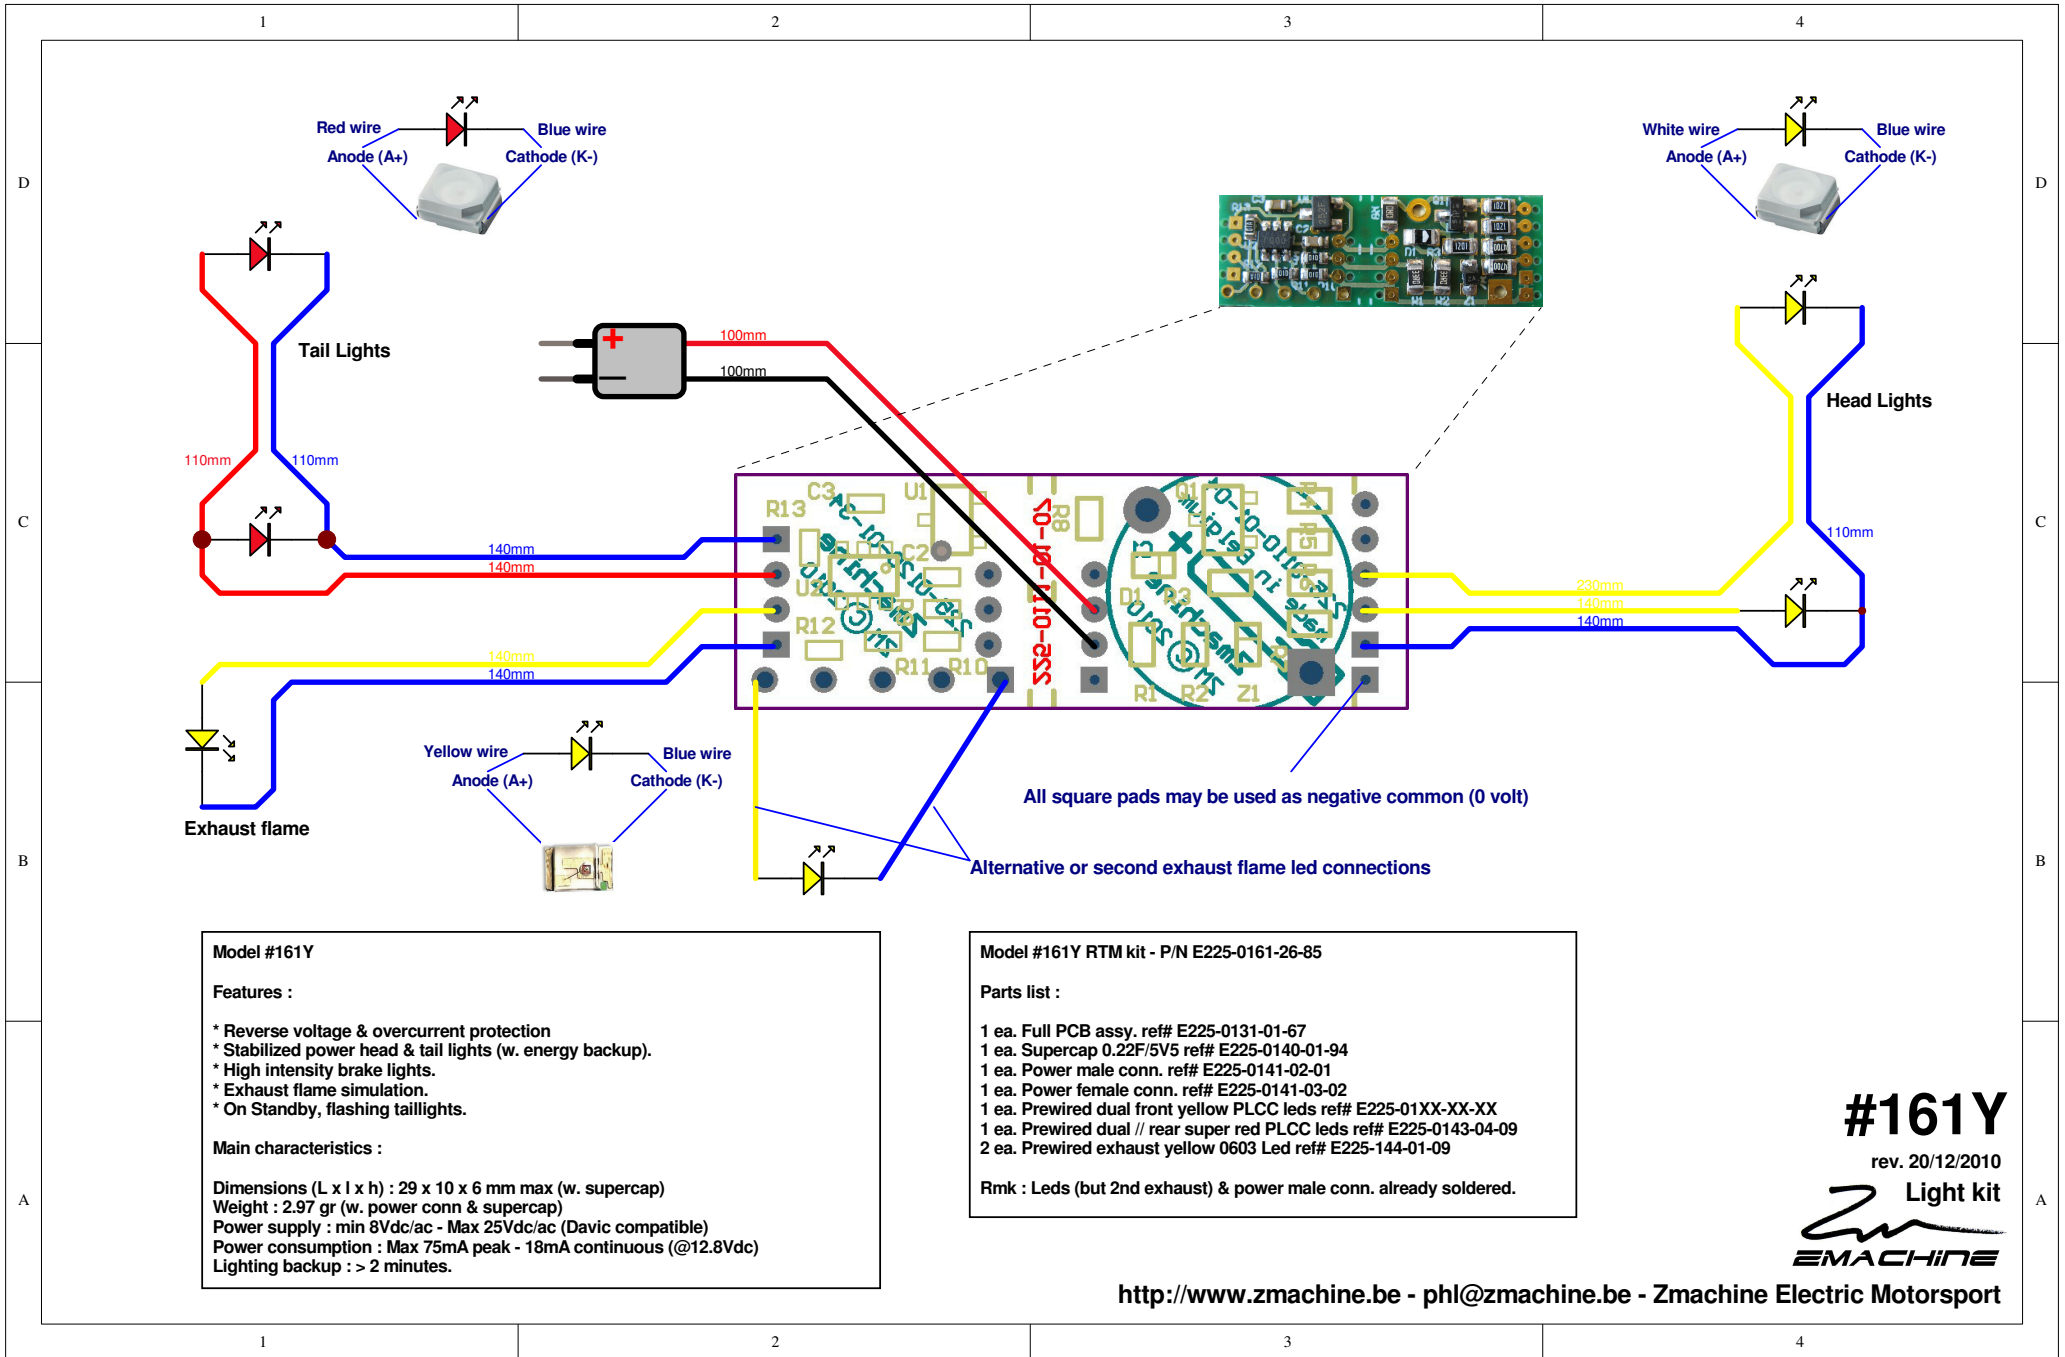 1 2 3 4
D D
C C
B B
A A
1 2 3 4
Red wire
Blue wire
Anode (A+)
Cathode (K-)
White wire
Blue wire
Anode (A+)
Cathode (K-)
Tail Lights
110mm
110mm
100mm
100mm
Head Lights
110mm
140mm
140mm
140mm
140mm
230mm
140mm
140mm
R13
C3
U1
C2
U2
R12
R11
R10
R8
225-0111-01-07
Q1
R4
R5
R6
D1
R3
R1
R2
Z1
Yellow wire
Blue wire
Anode (A+)
Cathode (K-)
Exhaust flame
All square pads may be used as negative common (0 volt)
Alternative or second exhaust flame led connections
Model #161Y
Features :
* Reverse voltage & overcurrent protection
* Stabilized power head & tail lights (w. energy backup).
* High intensity brake lights.
* Exhaust flame simulation.
* On Standby, flashing taillights.
Main characteristics :
Dimensions (L x l x h) : 29 x 10 x 6 mm max (w. supercap)
Weight : 2.97 gr (w. power conn & supercap)
Power supply : min 8Vdc/ac - Max 25Vdc/ac (Davic compatible)
Power consumption : Max 75mA peak - 18mA continuous (@12.8Vdc)
Lighting backup : > 2 minutes.
Model #161Y RTM kit - P/N E225-0161-26-85
Parts list :
1 ea. Full PCB assy. ref# E225-0131-01-67
1 ea. Supercap 0.22F/5V5 ref# E225-0140-01-94
1 ea. Power male conn. ref# E225-0141-02-01
1 ea. Power female conn. ref# E225-0141-03-02
1 ea. Prewired dual front yellow PLCC leds ref# E225-01XX-XX-XX
1 ea. Prewired dual // rear super red PLCC leds ref# E225-0143-04-09
2 ea. Prewired exhaust yellow 0603 Led ref# E225-144-01-09
Rmk : Leds (but 2nd exhaust) & power male conn. already soldered.
#161Y
rev. 20/12/2010
Light kit
ZMACHINE
http://www.zmachine.be - phl@zmachine.be - Zmachine Electric Motorsport